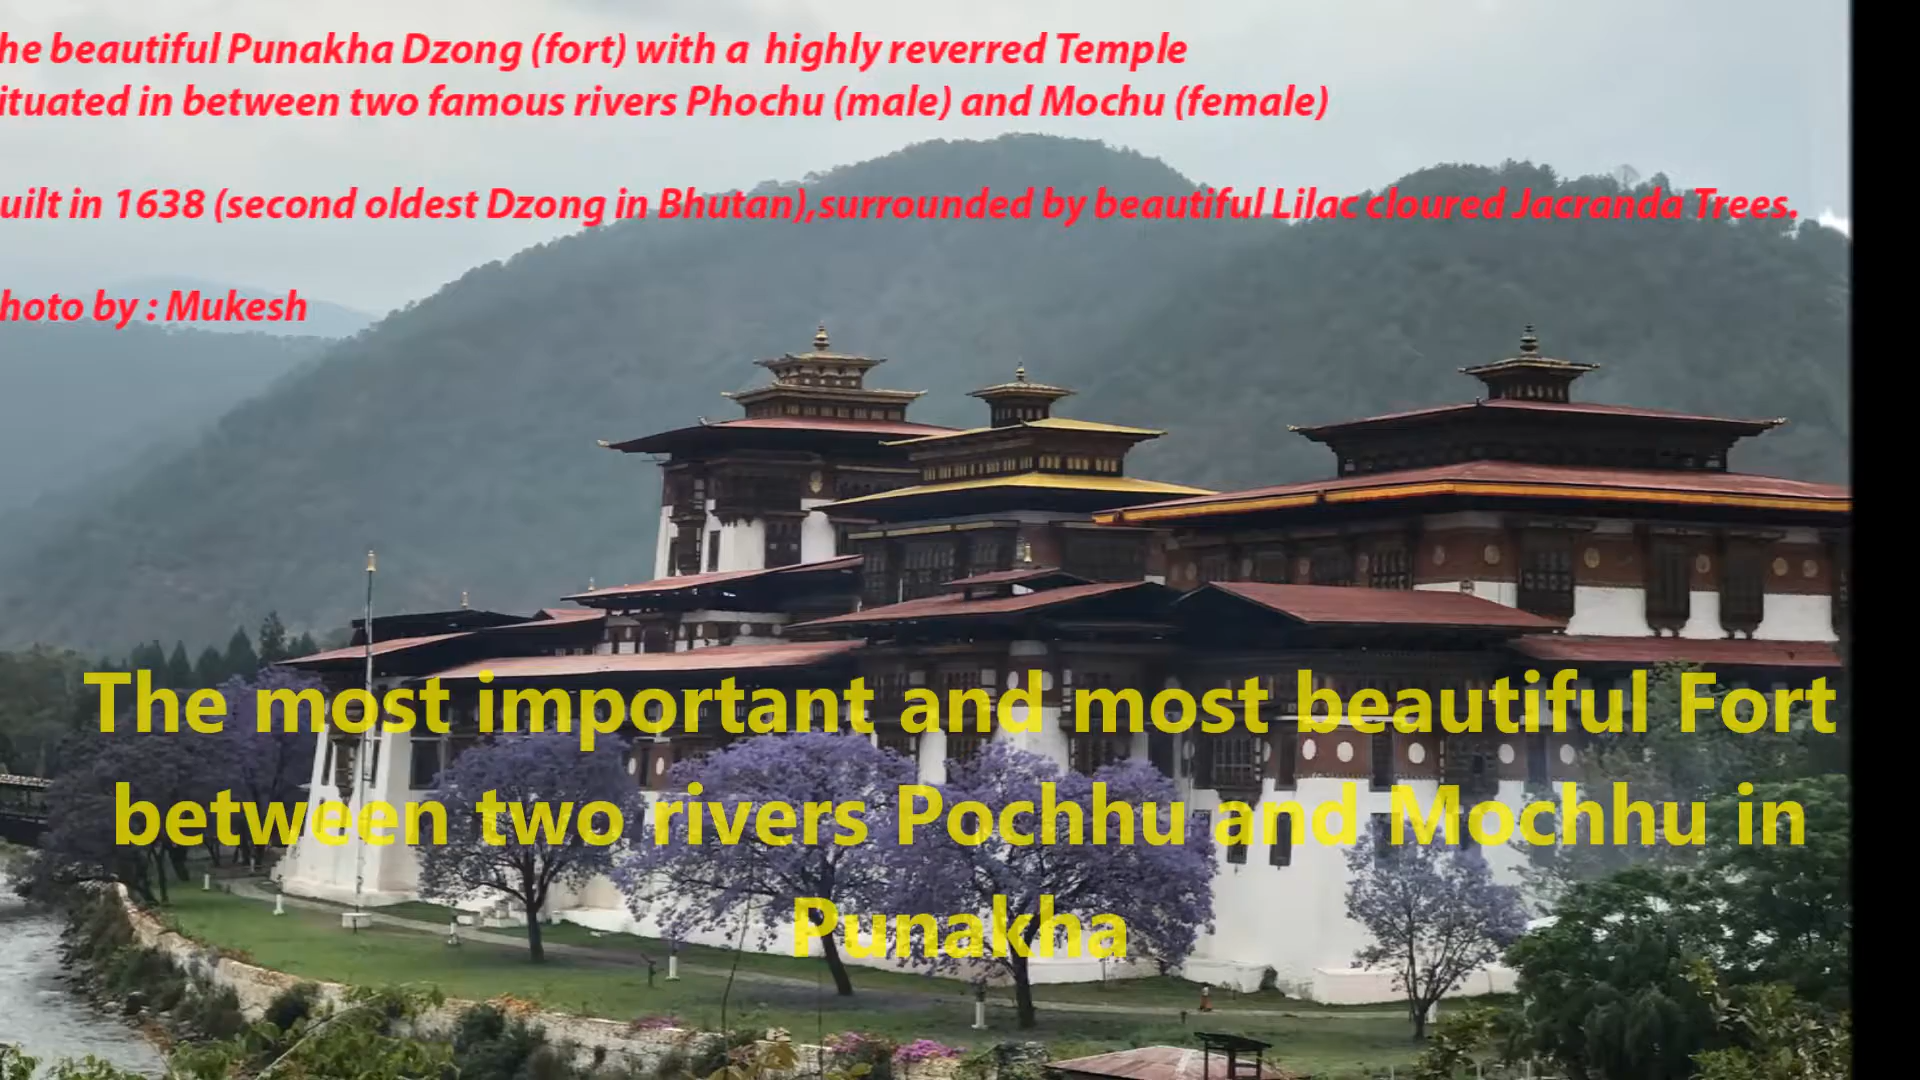 he beautiful Punakha Dzong (fort) with a highly reverred Temple
ituated in between two famous rivers Phochu (male) and Mochu (female)
uilt in 1638 (second oldest Dzong in Bhutan),surrounded by beautiful Lilac cloured Jacranda Trees.
hoto by : Mukesh
The most important and most beautiful Fort
between two rivers Pochhu and Mochhu in
Punakha